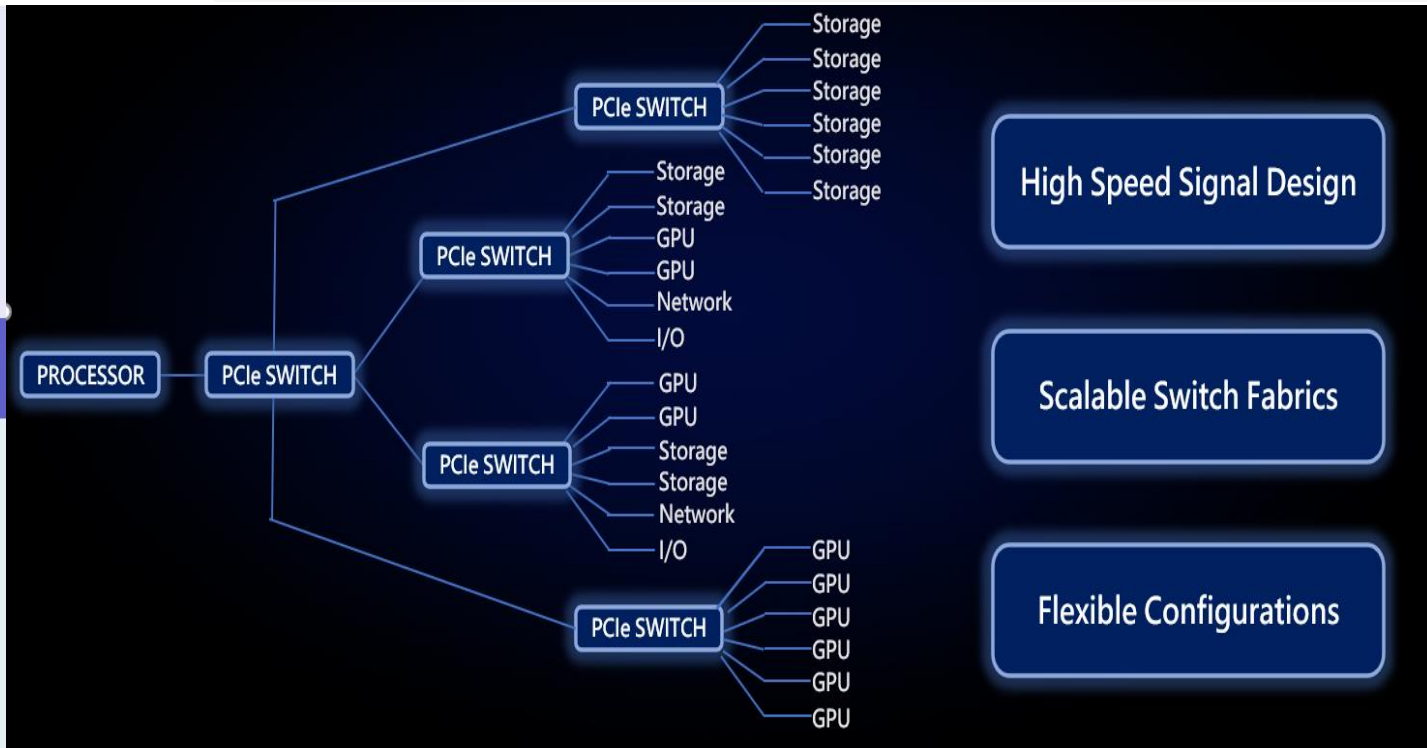 PROCESSOR
PCIe SWITCH
PCIe SWITCH
Storage
Storage
Storage
Storage
Storage
Storage
PCIe SWITCH
Storage
Storage
GPU
GPU
Network
I/O
PCIe SWITCH
GPU
GPU
Storage
Storage
Network
I/O
PCIe SWITCH
GPU
GPU
GPU
GPU
GPU
GPU
High Speed Signal Design
Scalable Switch Fabrics
Flexible Configurations